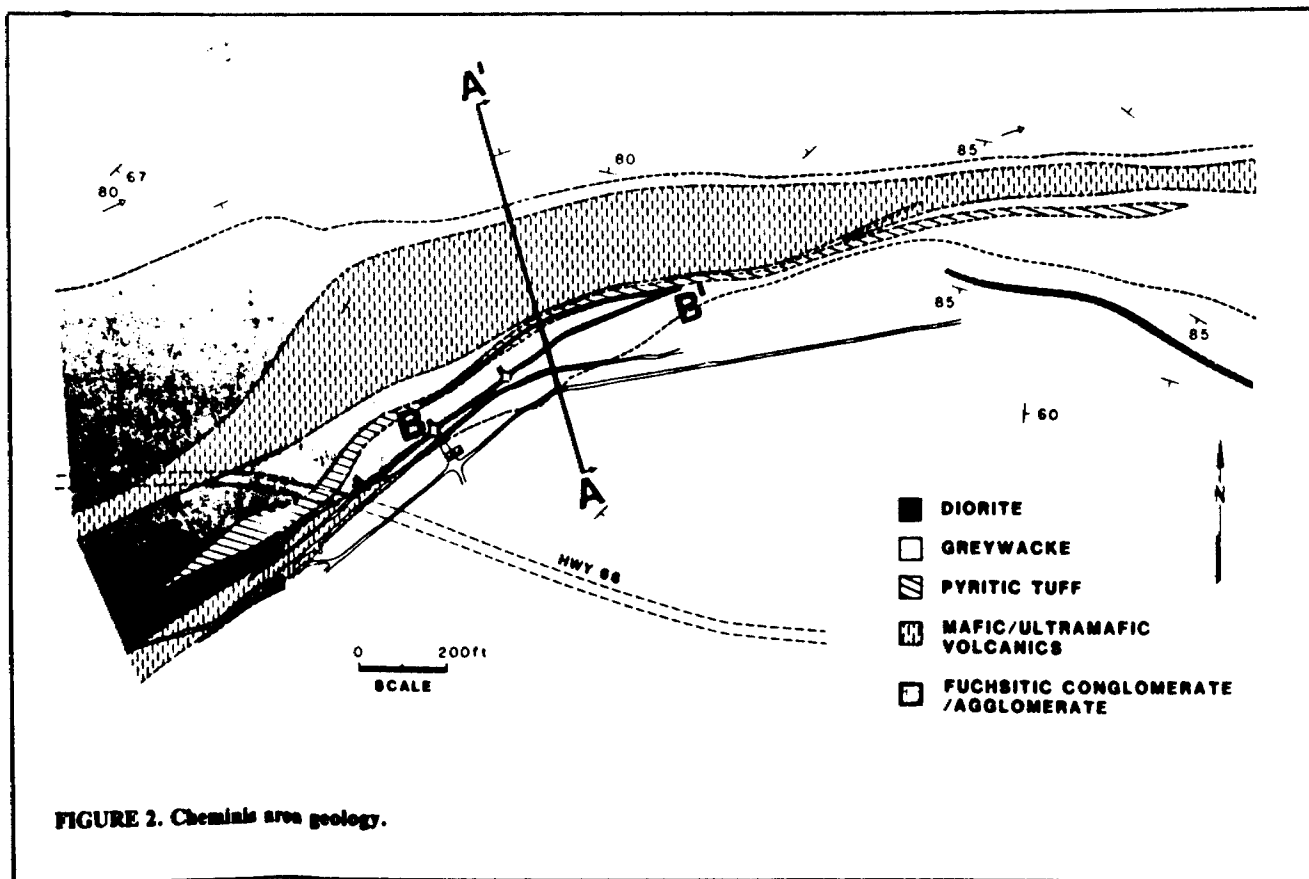 A'
85
80
67
80
B'
85
85
B
60
A
N
HWY 66
DIORITE
GREYWACKE
PYRITIC TUFF
MAFIC/ULTRAMAFIC
VOLCANICS
FUCHSITIC CONGLOMERATE
/AGGLOMERATE
0 200ft
SCALE
FIGURE 2. Cheminis area geology.